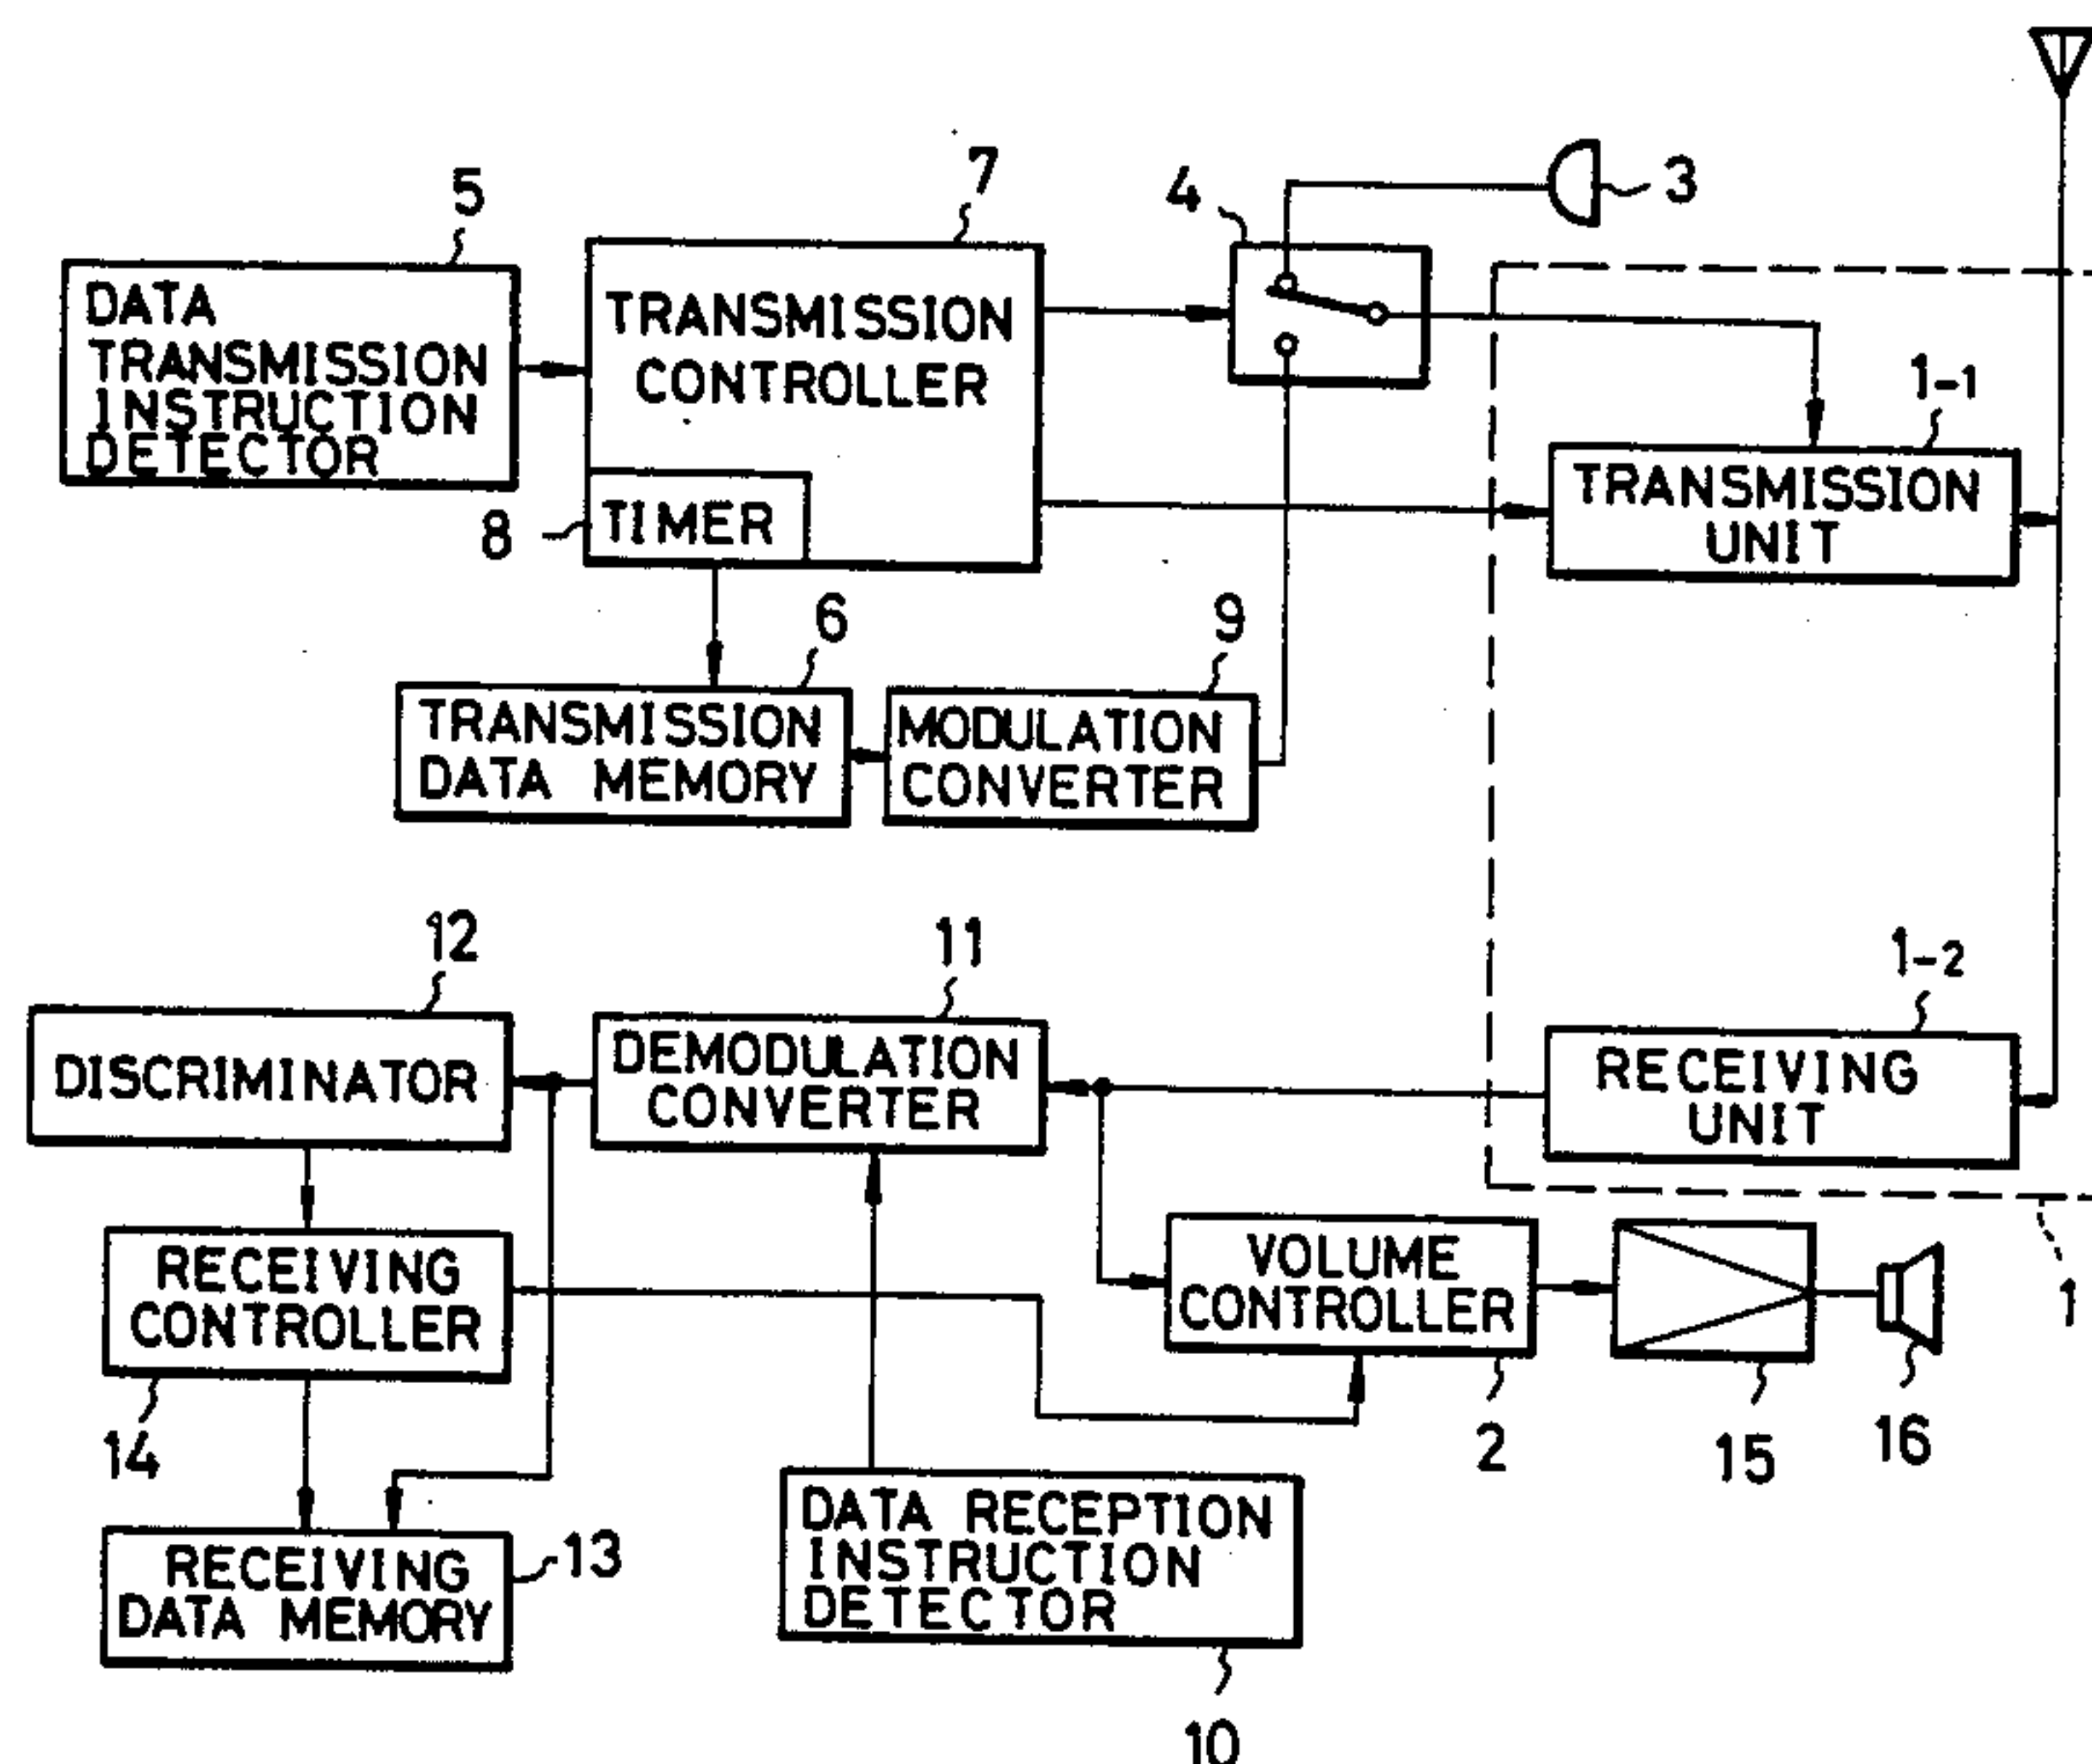 5
7
4
3
DATA
TRANSMISSION
INSTRUCTION
DETECTOR
TRANSMISSION
CONTROLLER
8
TIMER
1-1
TRANSMISSION
UNIT
6
9
TRANSMISSION
DATA MEMORY
MODULATION
CONVERTER
12
11
1-2
DISCRIMINATOR
DEMODULATION
CONVERTER
RECEIVING
UNIT
RECEIVING
CONTROLLER
VOLUME
CONTROLLER
1
14
2
15
16
RECEIVING
DATA MEMORY
13
DATA RECEPTION
INSTRUCTION
DETECTOR
10